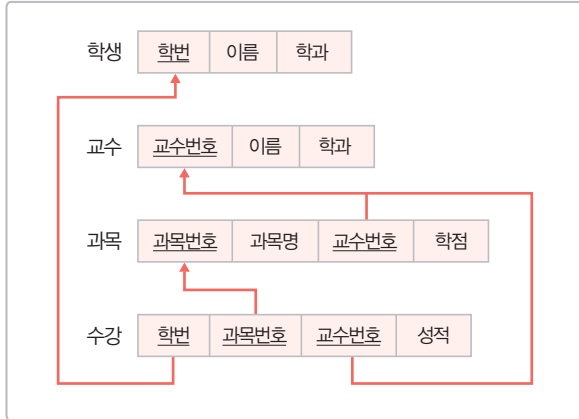 학생 학번 이름 학과
교수 교수번호 이름 학과
과목 과목번호 과목명 교수번호 학점
수강 학번 과목번호 교수번호 성적